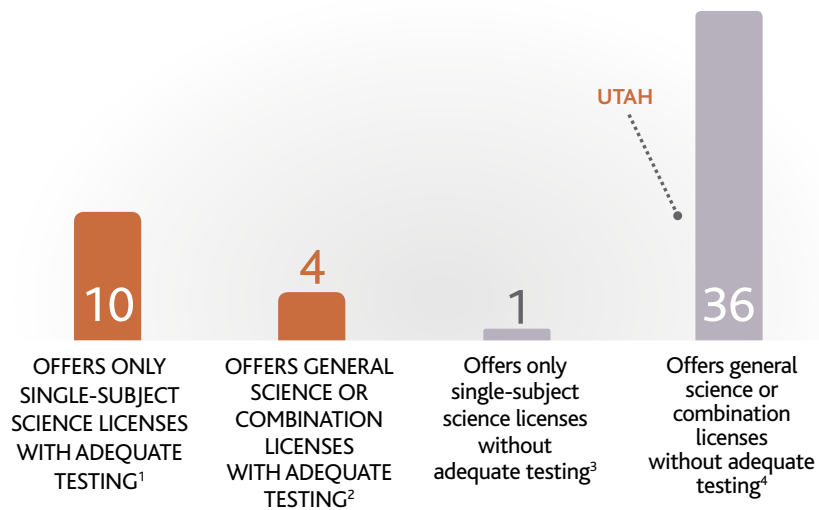 UTAH
10
4
1
36
OFFERS ONLY
SINGLE-SUBJECT
SCIENCE LICENSES
WITH ADEQUATE
TESTING¹
OFFERS GENERAL
SCIENCE OR
COMBINATION
LICENSES
WITH ADEQUATE
TESTING²
Offers only
single-subject
science licenses
without
adequate testing³
Offers general
science or
combination
licenses
without adequate
testing⁴